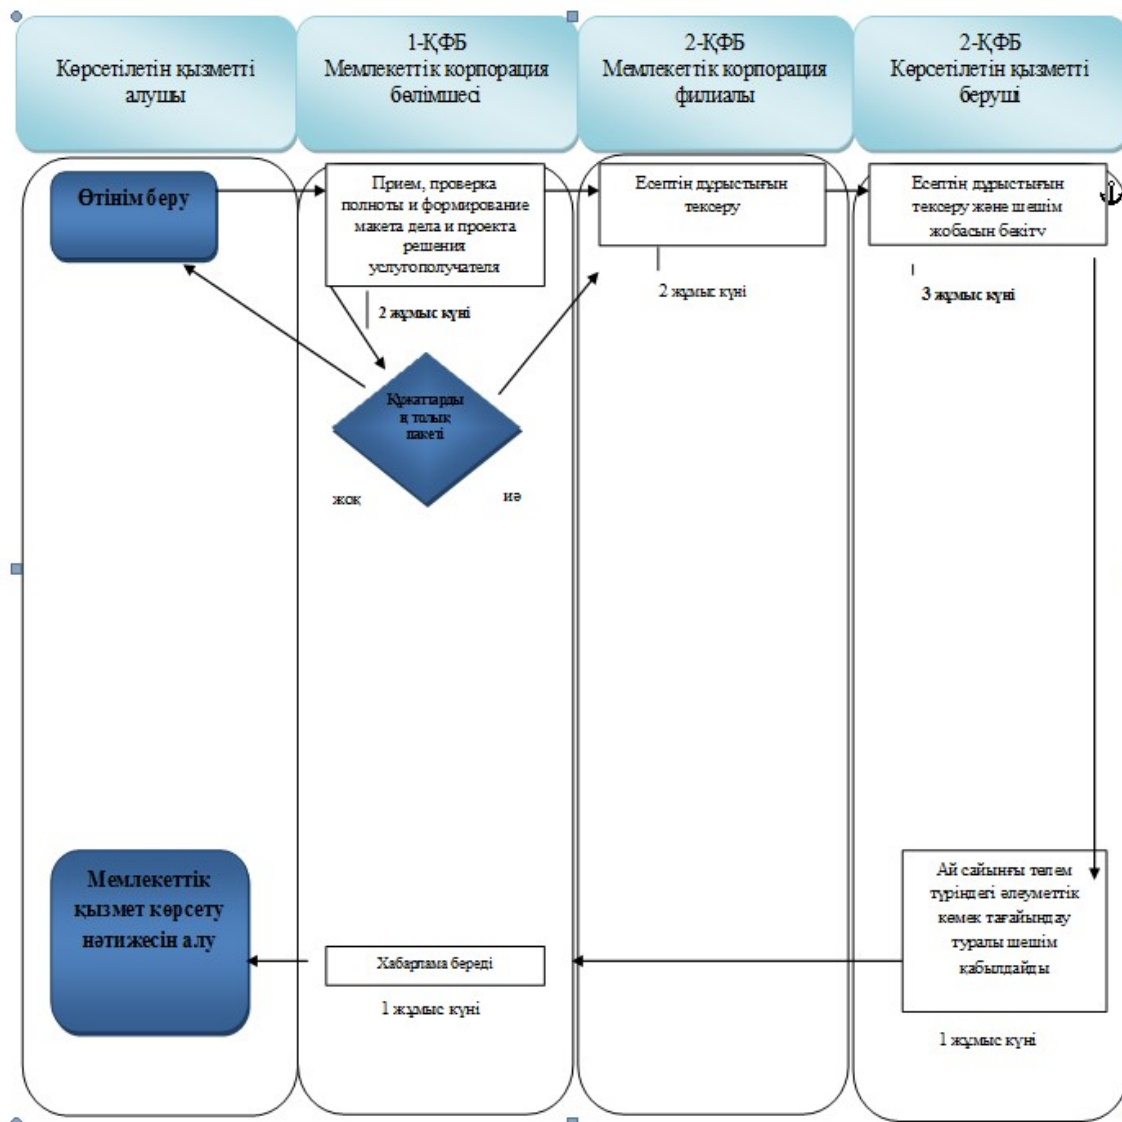 Көрсетілетін қызметті
алушы
1-ҚФБ
Мемлекеттік корпорация
бөлімшесі
2-ҚФБ
Мемлекеттік корпорация
филиалы
2-ҚФБ
Көрсетілетін қызметті
беруші
Өтінім беру
Прием, проверка
полноты и формирование
макета дела и проекта
решения
услугополучателя
Есептің дұрыстығын
тексеру
Есептің дұрыстығын
тексеру және шешім
жобасын бекіту
2 жұмыс күні
2 жұмыс күні
3 жұмыс күні
Құжаттарды
ң толық
пакеті
жоқ
иә
Мемлекеттік
қызмет көрсету
нәтижесін алу
Хабарлама береді
1 жұмыс күні
Ай сайынғы төлем
түріндегі әлеуметтік
көмек тағайындау
туралы шешім
қабылдайды
1 жұмыс күні